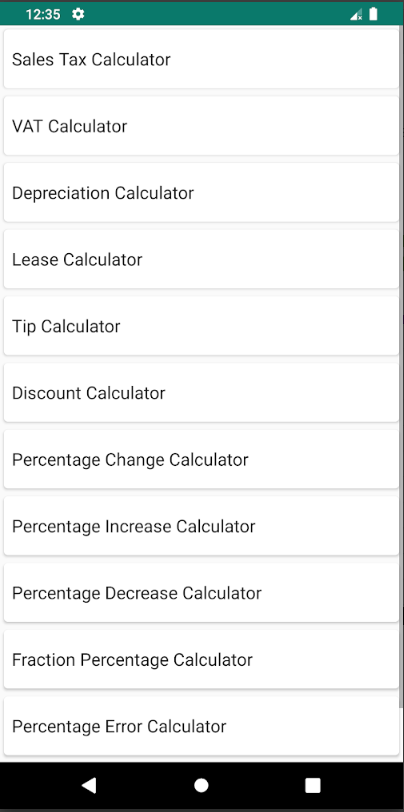 12:35
Sales Tax Calculator
VAT Calculator
Depreciation Calculator
Lease Calculator
Tip Calculator
Discount Calculator
Percentage Change Calculator
Percentage Increase Calculator
Percentage Decrease Calculator
Fraction Percentage Calculator
Percentage Error Calculator